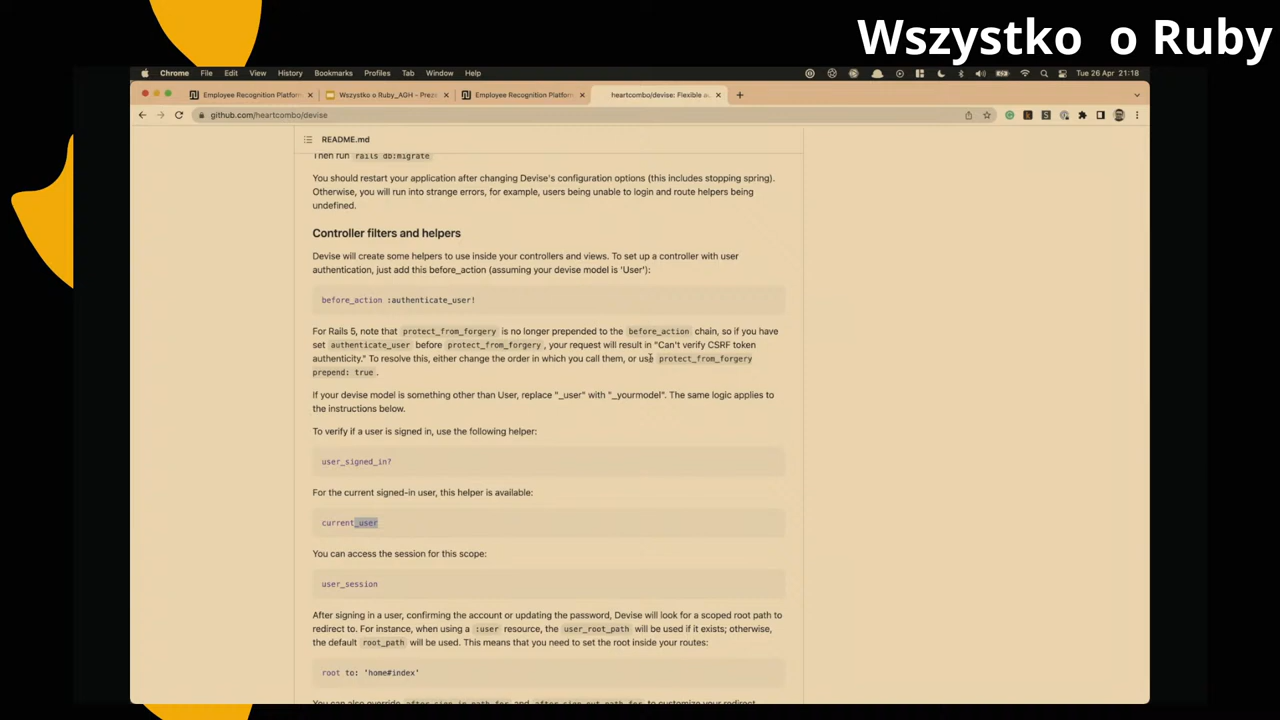 Wszystko o Ruby
Chrome File Edit View History Bookmarks Profiles Tab Window Help Tue 26 Apr 21:18
Employee Recognition Platform Wszystko o Ruby_AGH – Prez Employee Recognition Platform heartcombo/devise: Flexible a
github.com/heartcombo/devise
README.md
Then run rails db:migrate
You should restart your application after changing Devise's configuration options (this includes stopping spring).
Otherwise, you will run into strange errors, for example, users being unable to login and route helpers being
undefined.
Controller filters and helpers
Devise will create some helpers to use inside your controllers and views. To set up a controller with user
authentication, just add this before_action (assuming your devise model is 'User'):
before_action :authenticate_user!
For Rails 5, note that protect_from_forgery is no longer prepended to the before_action chain, so if you have
set authenticate_user before protect_from_forgery, your request will result in "Can't verify CSRF token
authenticity." To resolve this, either change the order in which you call them, or use protect_from_forgery
prepend: true.
If your devise model is something other than User, replace "_user" with "_yourmodel". The same logic applies to
the instructions below.
To verify if a user is signed in, use the following helper:
user_signed_in?
For the current signed-in user, this helper is available:
current_user
You can access the session for this scope:
user_session
After signing in a user, confirming the account or updating the password, Devise will look for a scoped root path to
redirect to. For instance, when using a :user resource, the user_root_path will be used if it exists; otherwise,
the default root_path will be used. This means that you need to set the root inside your routes:
root to: 'home#index'
You can also override after_sign_in_path_for and after_sign_out_path_for to customize your redirect